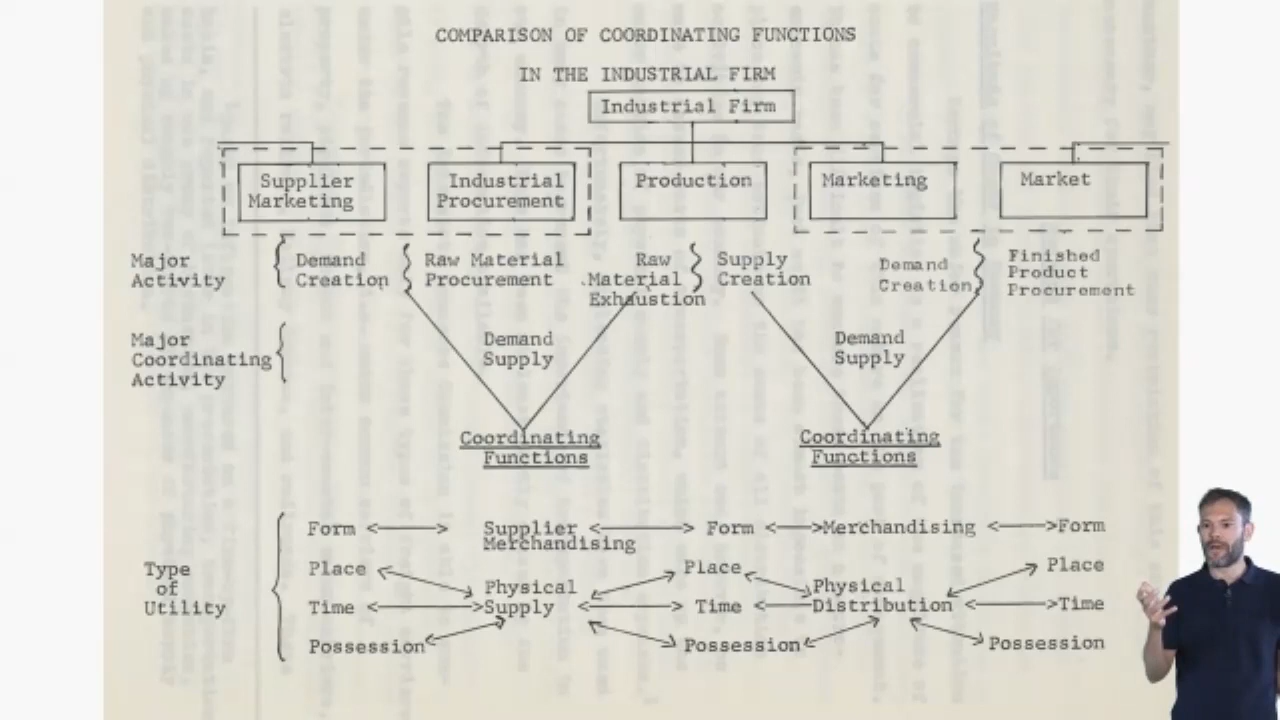 COMPARISON OF COORDINATING FUNCTIONS
IN THE INDUSTRIAL FIRM
Industrial Firm
Supplier
Marketing
Industrial
Procurement
Production
Marketing
Market
Major
Activity
Demand
Creation
Raw Material
Procurement
Raw
Material
Exhaustion
Supply
Creation
Demand
Creation
Finished
Product
Procurement
Major
Coordinating
Activity
Demand
Supply
Demand
Supply
Coordinating
Functions
Coordinating
Functions
Type
of
Utility
Form
Supplier
Merchandising
Form
Merchandising
Form
Place
Physical
Supply
Place
Physical
Distribution
Place
Time
Time
Time
Possession
Possession
Possession